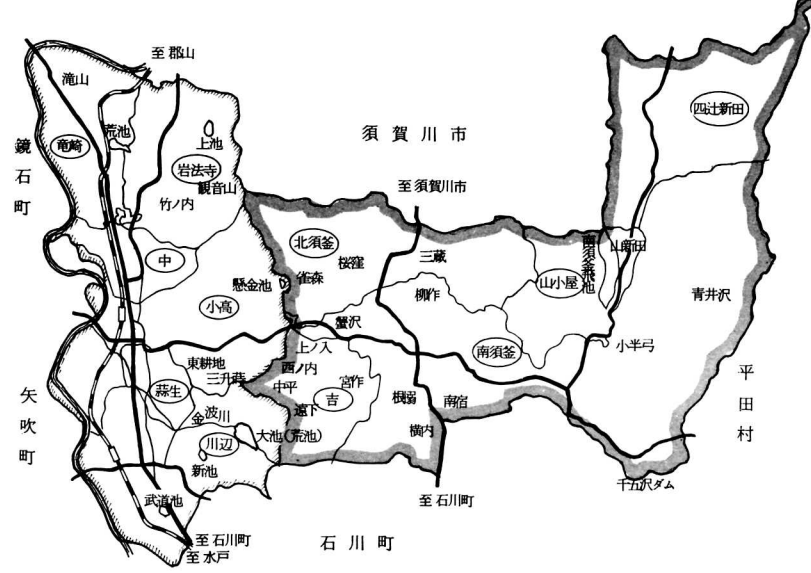 至 郡山
滝山
四辻新田
荒池
須賀川市
竜崎
上池
鏡石町
岩法寺
至 須賀川市
観音山
竹ノ内
北須釜
山新田
三蔵
中
桜窪
雀森
懸金池
山小屋
柳作
青井沢
小高
蟹沢
小半弓
上ノ入
南須釜
東耕地
西ノ内
三升蒔
中平
宮作
平田村
蒜生
矢吹町
吉
根弱
南宿
金波川
遠下
川辺
大池(荒池)
横内
新池
千五沢ダム
武道池
至 石川町
至 石川町
石川町
至 水戸